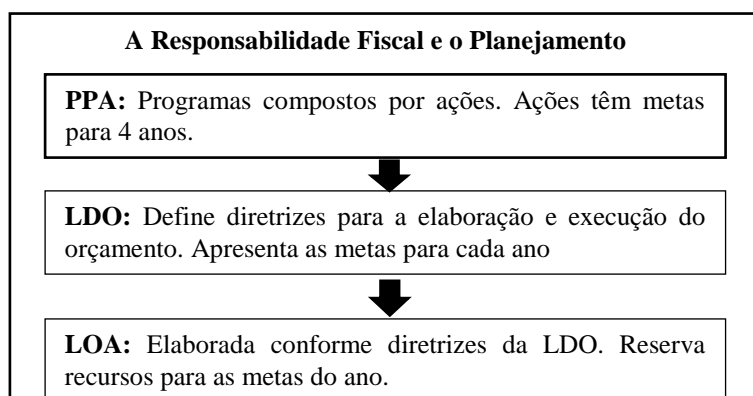 A Responsabilidade Fiscal e o Planejamento
PPA: Programas compostos por ações. Ações têm metas
para 4 anos.
LDO: Define diretrizes para a elaboração e execução do
orçamento. Apresenta as metas para cada ano
LOA: Elaborada conforme diretrizes da LDO. Reserva
recursos para as metas do ano.